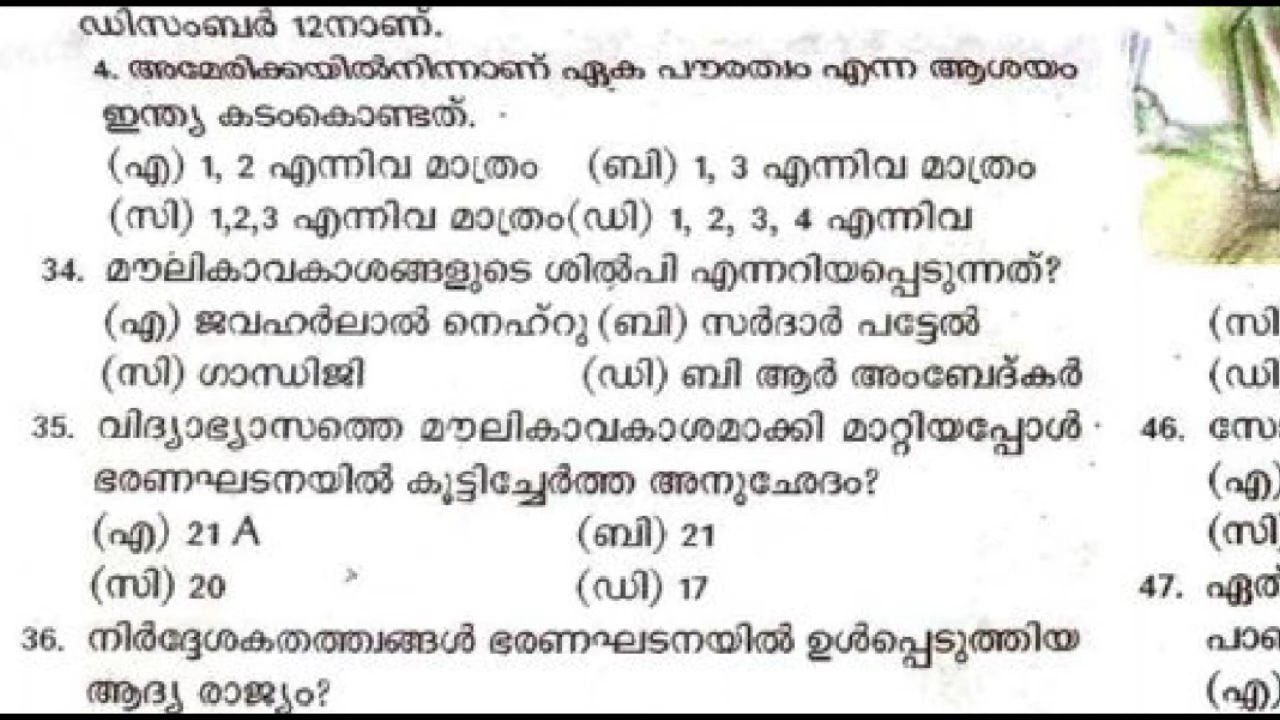 ഡിസംബർ 12നാണ്.
4. അമേരിക്കയിൽനിന്നാണ് ഏക പൗരത്വം എന്ന ആശയം
ഇന്ത്യ കടംകൊണ്ടത്.
(എ) 1, 2 എന്നിവ മാത്രം (ബി) 1, 3 എന്നിവ മാത്രം
(സി) 1,2,3 എന്നിവ മാത്രം(ഡി) 1, 2, 3, 4 എന്നിവ
34. മൗലികാവകാശങ്ങളുടെ ശിൽപി എന്നറിയപ്പെടുന്നത്?
(എ) ജവഹർലാൽ നെഹ്റു (ബി) സർദാർ പട്ടേൽ
(സി) ഗാന്ധിജി (ഡി) ബി ആർ അംബേദ്കർ
35. വിദ്യാഭ്യാസത്തെ മൗലികാവകാശമാക്കി മാറ്റിയപ്പോൾ
ഭരണഘടനയിൽ കൂട്ടിച്ചേർത്ത അനുഛേദം?
(എ) 21 A (ബി) 21
(സി) 20 (ഡി) 17
36. നിർദ്ദേശകതത്ത്വങ്ങൾ ഭരണഘടനയിൽ ഉൾപ്പെടുത്തിയ
ആദ്യ രാജ്യം?
(സി
(ഡി
46.
(എ)
(സി
47.
(എ)